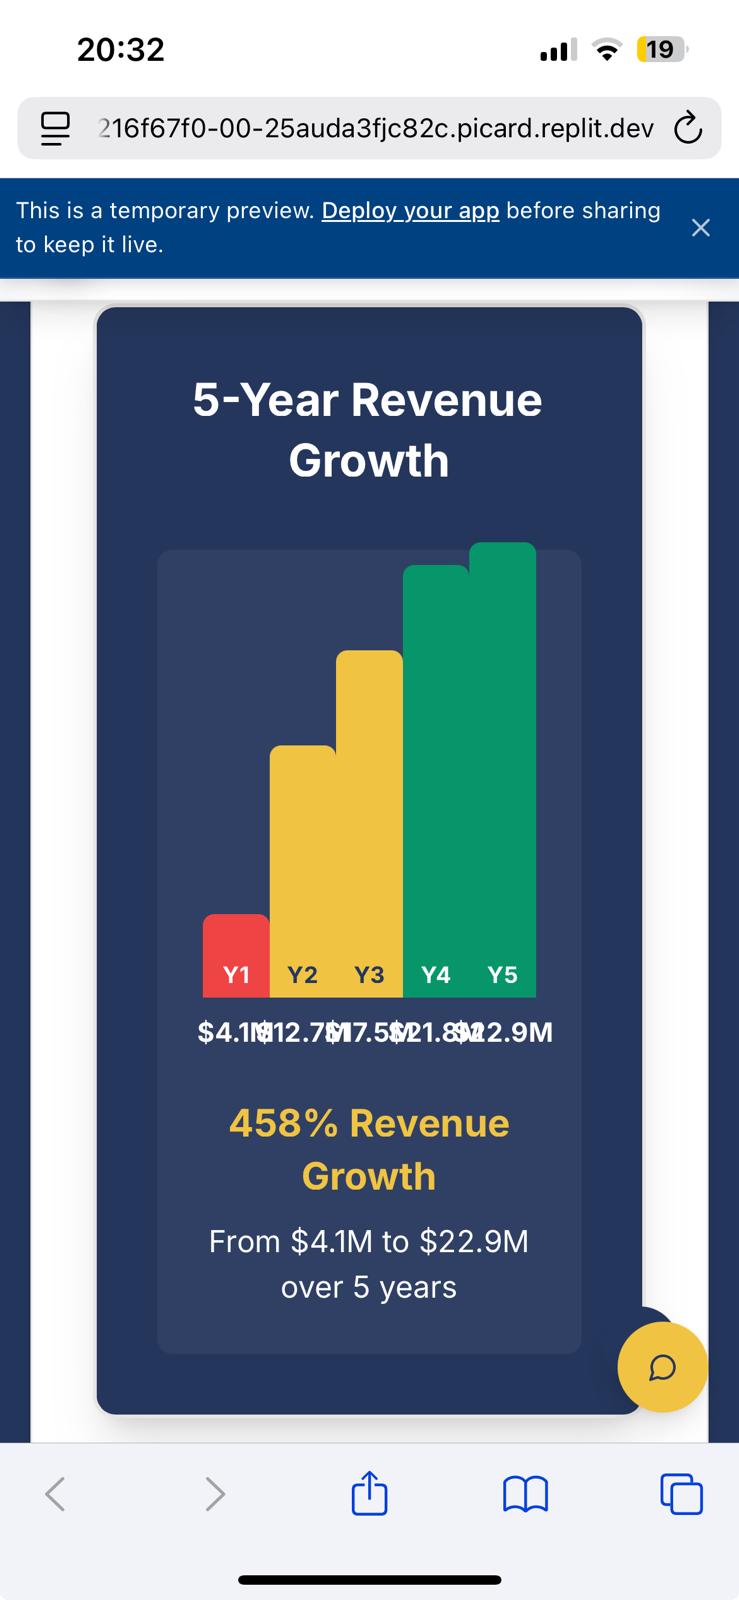 20:32
19
216f67f0-00-25auda3fjc82c.picard.replit.dev
This is a temporary preview. Deploy your app before sharing
to keep it live.
5-Year Revenue
Growth
Y1 Y2 Y3 Y4 Y5
$4.1M $12.7M $17.5M $21.8M $22.9M
458% Revenue
Growth
From $4.1M to $22.9M
over 5 years